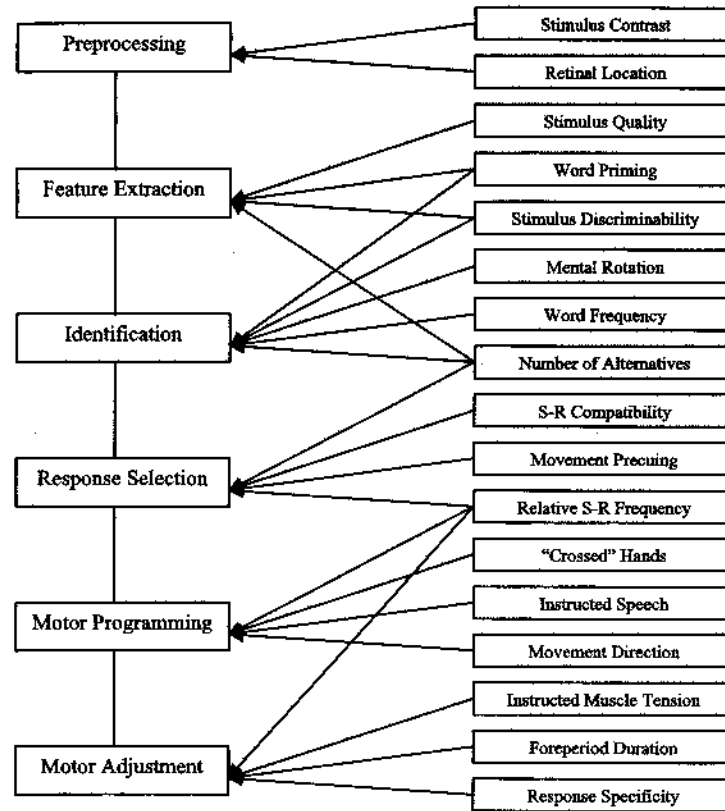 Preprocessing
Feature Extraction
Identification
Response Selection
Motor Programming
Motor Adjustment
Stimulus Contrast
Retinal Location
Stimulus Quality
Word Priming
Stimulus Discriminability
Mental Rotation
Word Frequency
Number of Alternatives
S-R Compatibility
Movement Precuing
Relative S-R Frequency
"Crossed" Hands
Instructed Speech
Movement Direction
Instructed Muscle Tension
Foreperiod Duration
Response Specificity